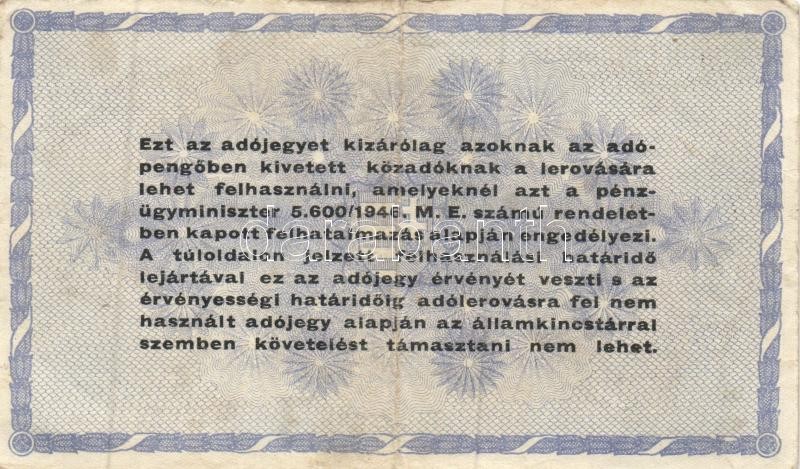 Ezt az adójegyet kizárólag azoknak az adó-
pengőben kivetett közadóknak a lerovására
lehet felhasználni, amelyeknél azt a pénz-
ügyminiszter 5.600/1946. M. E. számú rendelet-
ben kapott felhatalmazás alapján engedélyezi.
A túloldalon jelzett felhasználási határidő
lejártával ez az adójegy érvényét veszti s az
érvényességi határidőig adólerovásra fel nem
használt adójegy alapján az államkincstárral
szemben követelést támasztani nem lehet.